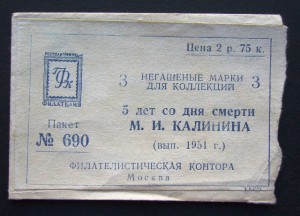 Цена 2 р. 75 к.
ФИЛАТЕЛИЯ
3 НЕГАШЕНЫЕ МАРКИ 3
ДЛЯ КОЛЛЕКЦИЙ
Пакет
№ 690
5 лет со дня смерти
М. И. КАЛИНИНА
(вып. 1951 г.)
ФИЛАТЕЛИСТИЧЕСКАЯ КОНТОРА
Москва